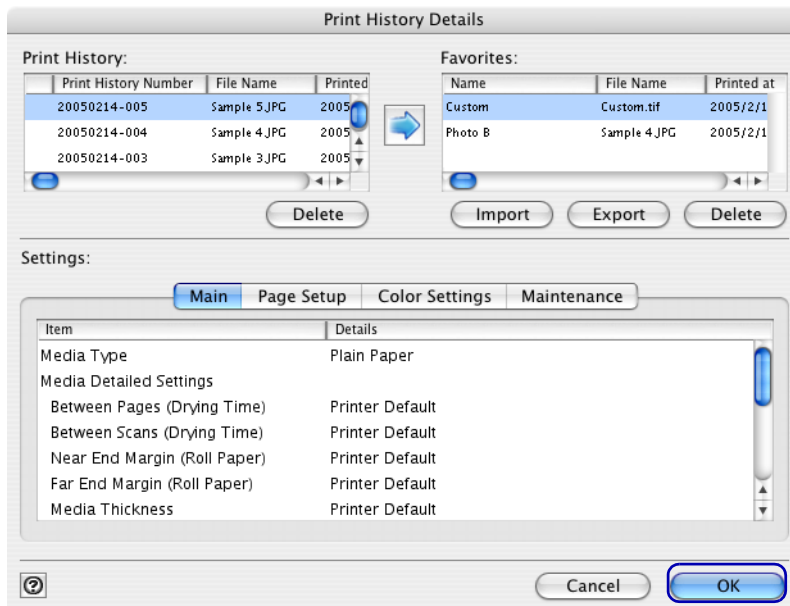 Print History Details
Print History:
Print History Number File Name Printed
20050214-005 Sample 5.JPG 2005
20050214-004 Sample 4.JPG 2005
20050214-003 Sample 3.JPG 2005
Delete
Favorites:
Name File Name Printed at
Custom Custom.tif 2005/2/1
Photo B Sample 4.JPG 2005/2/1
Import Export Delete
Settings:
Main Page Setup Color Settings Maintenance
Item Details
Media Type Plain Paper
Media Detailed Settings
Between Pages (Drying Time) Printer Default
Between Scans (Drying Time) Printer Default
Near End Margin (Roll Paper) Printer Default
Far End Margin (Roll Paper) Printer Default
Media Thickness Printer Default
? Cancel OK